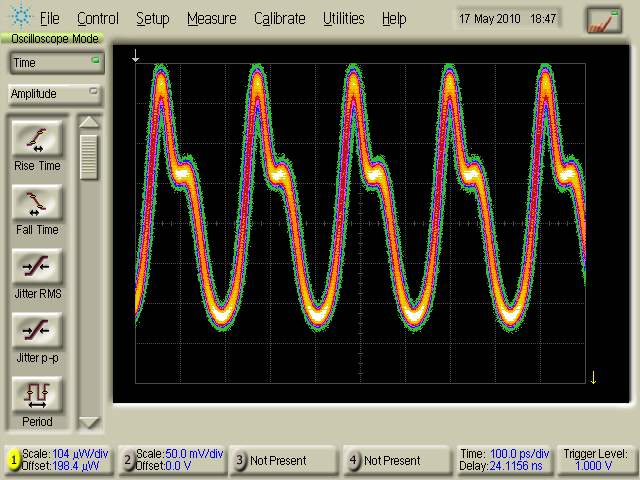 File Control Setup Measure Calibrate Utilities Help 17 May 2010 18:47
Oscilloscope Mode
Time
Amplitude
Rise Time
Fall Time
Jitter RMS
Jitter p-p
Period
1 Scale: 104 µW/div
Offset: 198.4 µW
2 Scale: 50.0 mV/div
Offset: 0.0 V
3 Not Present
4 Not Present
Time: 100.0 ps/div
Delay: 24.1156 ns
Trigger Level:
1.000 V